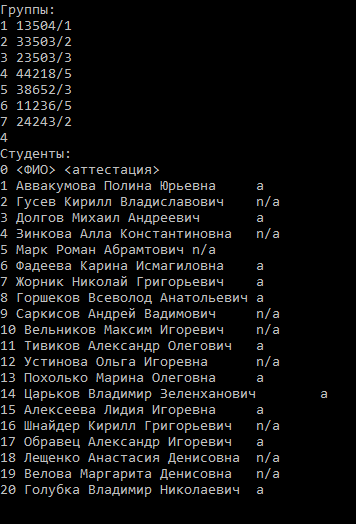 Группы:
1 13504/1
2 33503/2
3 23503/3
4 44218/5
5 38652/3
6 11236/5
7 24243/2
4
Студенты:
0 <ФИО> <аттестация>
1 Аввакумова Полина Юрьевна а
2 Гусев Кирилл Владиславович н/а
3 Долгов Михаил Андреевич а
4 Зинкова Алла Константиновна н/а
5 Марк Роман Абрамтович н/а
6 Фадеева Карина Исмагиловна а
7 Жорник Николай Григорьевич а
8 Горшеков Всеволод Анатольевич а
9 Саркисов Андрей Вадимович н/а
10 Вельников Максим Игоревич н/а
11 Тивиков Александр Олегович а
12 Устинова Ольга Игоревна н/а
13 Похолько Марина Олеговна а
14 Царьков Владимир Зеленханович а
15 Алексеева Лидия Игоревна а
16 Шнайдер Кирилл Григорьевич н/а
17 Образец Александр Игоревич а
18 Лещенко Анастасия Денисовна н/а
19 Велова Маргарита Денисовна н/а
20 Голубка Владимир Николаевич а